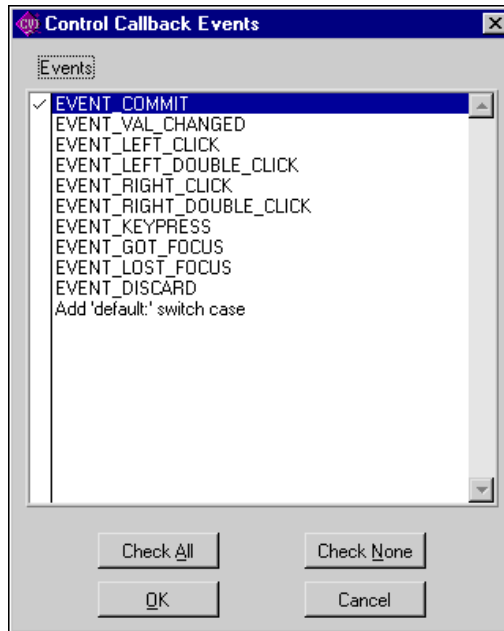 CVI Control Callback Events
Events
EVENT_COMMIT
EVENT_VAL_CHANGED
EVENT_LEFT_CLICK
EVENT_LEFT_DOUBLE_CLICK
EVENT_RIGHT_CLICK
EVENT_RIGHT_DOUBLE_CLICK
EVENT_KEYPRESS
EVENT_GOT_FOCUS
EVENT_LOST_FOCUS
EVENT_DISCARD
Add 'default:' switch case
Check All Check None
OK Cancel